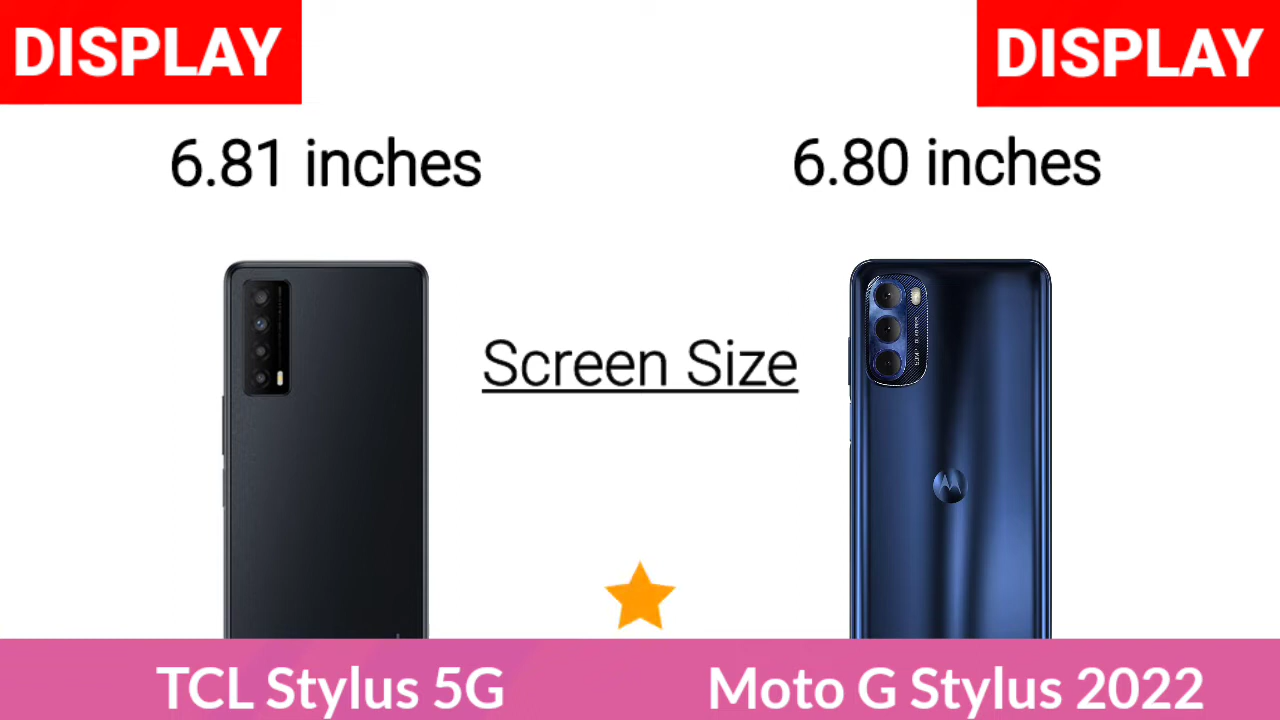 DISPLAY
DISPLAY
6.81 inches
6.80 inches
Screen Size
TCL Stylus 5G
Moto G Stylus 2022